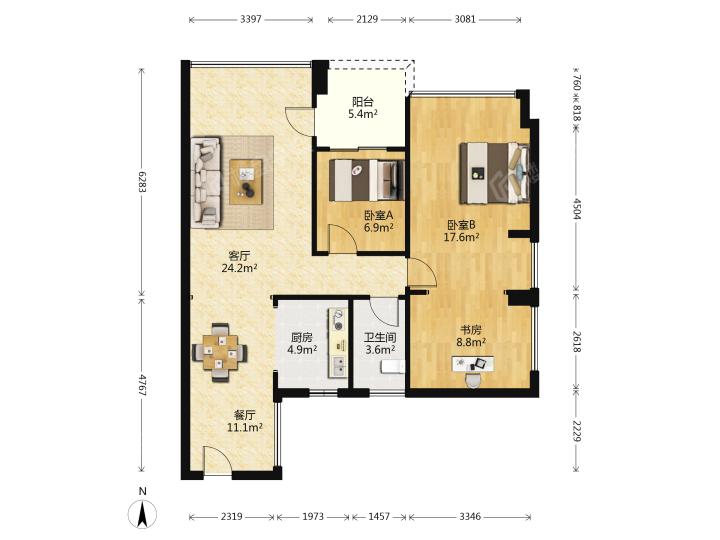 3397
2129
3081
阳台
5.4m²
卧室A
6.9m²
卧室B
17.6m²
客厅
24.2m²
厨房
4.9m²
卫生间
3.6m²
书房
8.8m²
餐厅
11.1m²
6283
4767
760
818
4504
2618
2229
N
2319
1973
1457
3346